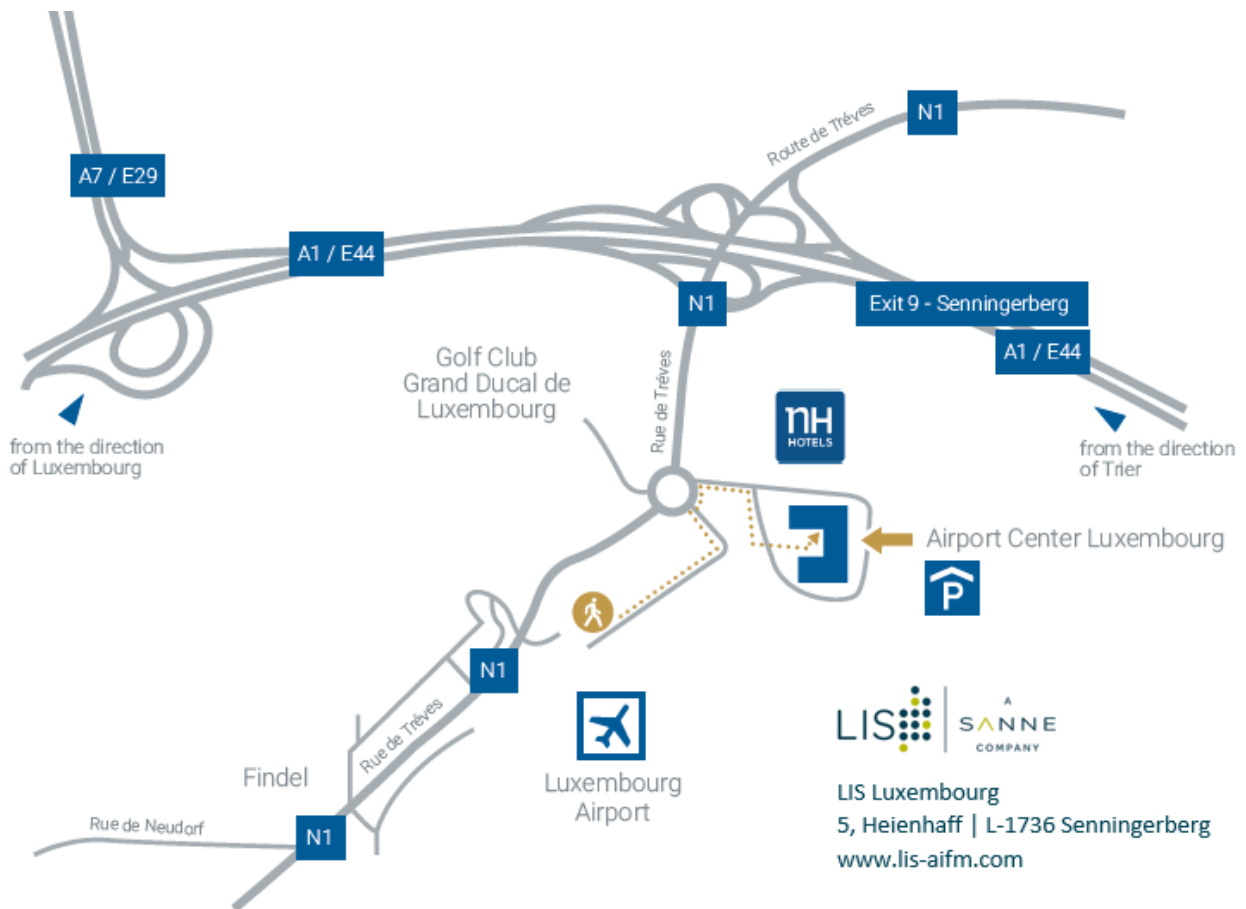 Route de Tréves
N1
A7 / E29
A1 / E44
N1
Exit 9 - Senningerberg
A1 / E44
Golf Club
Grand Ducal de
Luxembourg
Rue de Tréves
nH
HOTELS
from the direction
of Luxembourg
from the direction
of Trier
Airport Center Luxembourg
P
N1
Rue de Tréves
Findel
Luxembourg
Airport
Rue de Neudorf
N1
LIS
A
SANNE
COMPANY
LIS Luxembourg
5, Heienhaff | L-1736 Senningerberg
www.lis-aifm.com